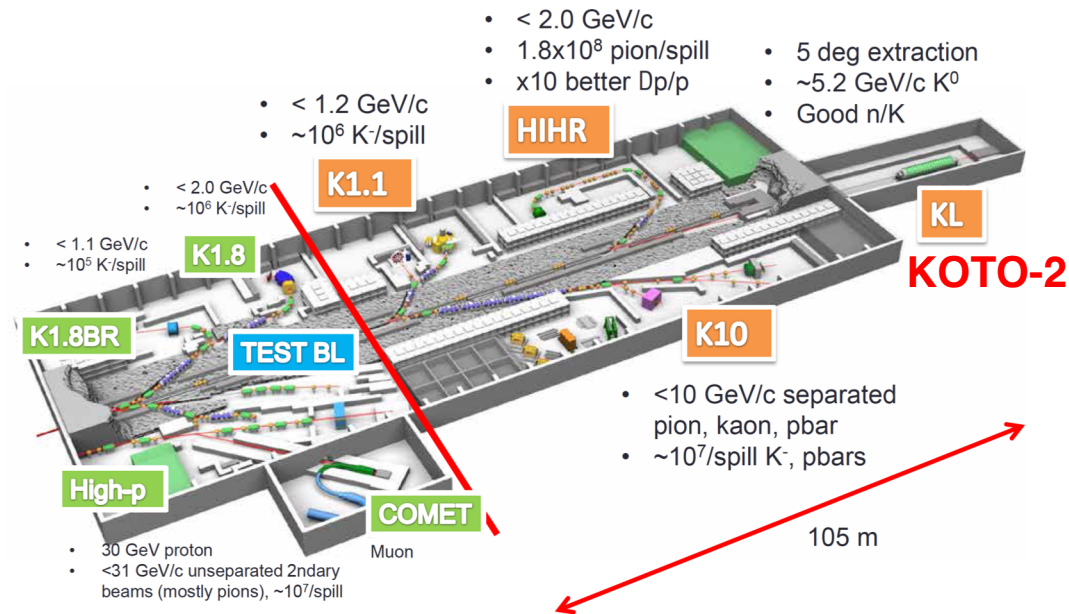 • < 2.0 GeV/c
• 1.8x10⁸ pion/spill
• x10 better Dp/p
HIHR
• 5 deg extraction
• ~5.2 GeV/c K⁰
• Good n/K
• < 1.2 GeV/c
• ~10⁶ K⁻/spill
K1.1
• < 2.0 GeV/c
• ~10⁶ K⁻/spill
K1.8
• < 1.1 GeV/c
• ~10⁵ K⁻/spill
K1.8BR
KL
KOTO-2
TEST BL
K10
• <10 GeV/c separated
pion, kaon, pbar
• ~10⁷/spill K⁻, pbars
High-p
COMET
Muon
105 m
• 30 GeV proton
• <31 GeV/c unseparated 2ndary
beams (mostly pions), ~10⁷/spill